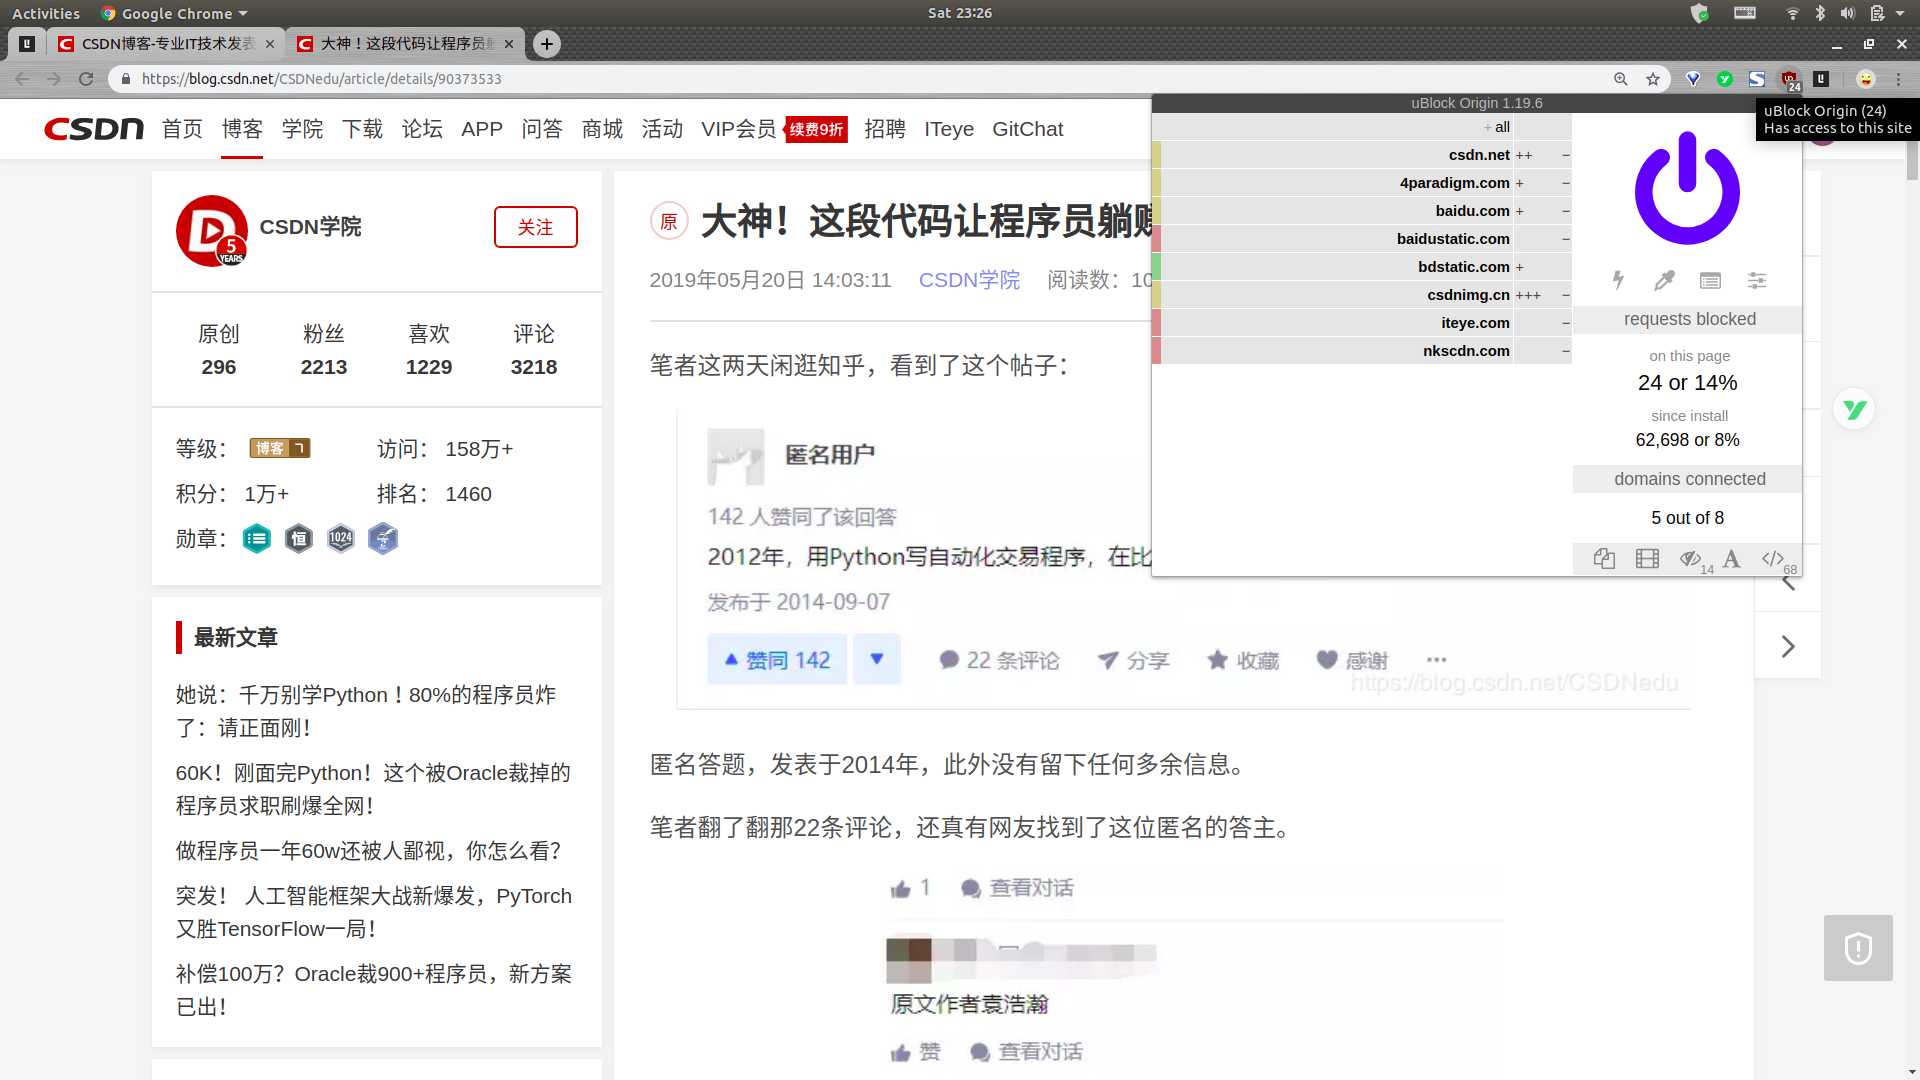 Activities
Google Chrome
Sat 23:26
CSDN博客-专业IT技术发表
大神！这段代码让程序员躺
https://blog.csdn.net/CSDNedu/article/details/90373533
24
uBlock Origin (24)
Has access to this site
CSDN
首页 博客 学院 下载 论坛 APP 问答 商城 活动 VIP会员 续费9折 招聘 ITeye GitChat
CSDN学院
关注
5
YEARS
原创 粉丝 喜欢 评论
296 2213 1229 3218
等级： 博客 7 访问： 158万+
积分： 1万+ 排名： 1460
勋章： 恒 1024
最新文章
她说：千万别学Python！80%的程序员炸
了：请正面刚！
60K！刚面完Python！这个被Oracle裁掉的
程序员求职刷爆全网！
做程序员一年60w还被人鄙视，你怎么看？
突发！ 人工智能框架大战新爆发，PyTorch
又胜TensorFlow一局！
补偿100万？Oracle裁900+程序员，新方案
已出！
原 大神！这段代码让程序员躺赚
2019年05月20日 14:03:11 CSDN学院 阅读数：10
笔者这两天闲逛知乎，看到了这个帖子：
匿名用户
142 人赞同了该回答
2012年，用Python写自动化交易程序，在比
发布于 2014-09-07
赞同 142 22 条评论 分享 收藏 感谢 ···
https://blog.csdn.net/CSDNedu
匿名答题，发表于2014年，此外没有留下任何多余信息。
笔者翻了翻那22条评论，还真有网友找到了这位匿名的答主。
1 查看对话
原文作者袁浩瀚
赞 查看对话
uBlock Origin 1.19.6
+ all
csdn.net ++ −
4paradigm.com + −
baidu.com + −
baidustatic.com −
bdstatic.com +
csdnimg.cn +++ −
iteye.com −
nkscdn.com −
requests blocked
on this page
24 or 14%
since install
62,698 or 8%
domains connected
5 out of 8
14
A
</>
68